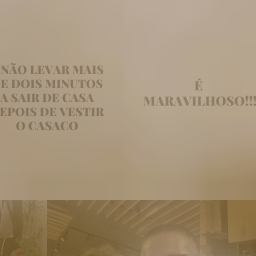 NÃO LEVAR MAIS
E DOIS MINUTOS
A SAIR DE CASA
EPOIS DE VESTIR
O CASACO
É
MARAVILHOSO!!!